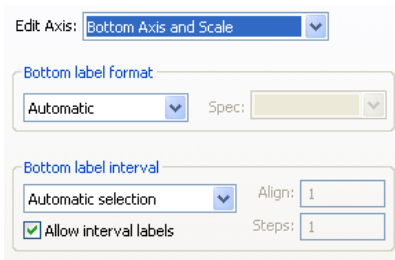 Edit Axis: Bottom Axis and Scale
Bottom label format
Automatic Spec:
Bottom label interval
Automatic selection Align: 1
Allow interval labels Steps: 1